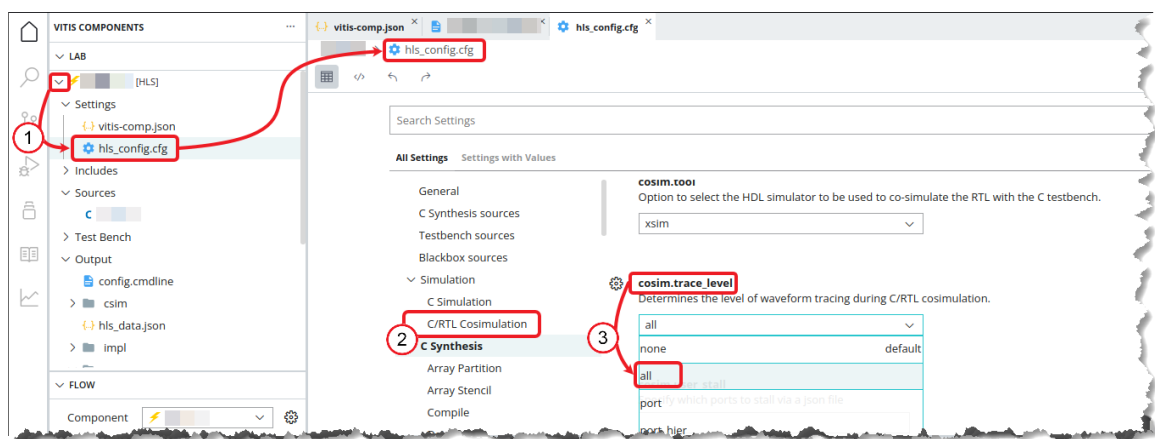 VITIS COMPONENTS
···
LAB
[HLS]
Settings
{..} vitis-comp.json
hls_config.cfg
Includes
Sources
C
Test Bench
Output
config.cmdline
csim
{..} hls_data.json
impl
FLOW
Component
1
{..} vitis-comp.json ×
× hls_config.cfg ×
hls_config.cfg
</>
Search Settings
All Settings Settings with Values
General
C Synthesis sources
Testbench sources
Blackbox sources
Simulation
C Simulation
C/RTL Cosimulation
2
C Synthesis
Array Partition
Array Stencil
Compile
cosim.tool
Option to select the HDL simulator to be used to co-simulate the RTL with the C testbench.
xsim
cosim.trace_level
Determines the level of waveform tracing during C/RTL cosimulation.
3
all
none default
all
port
port_hier